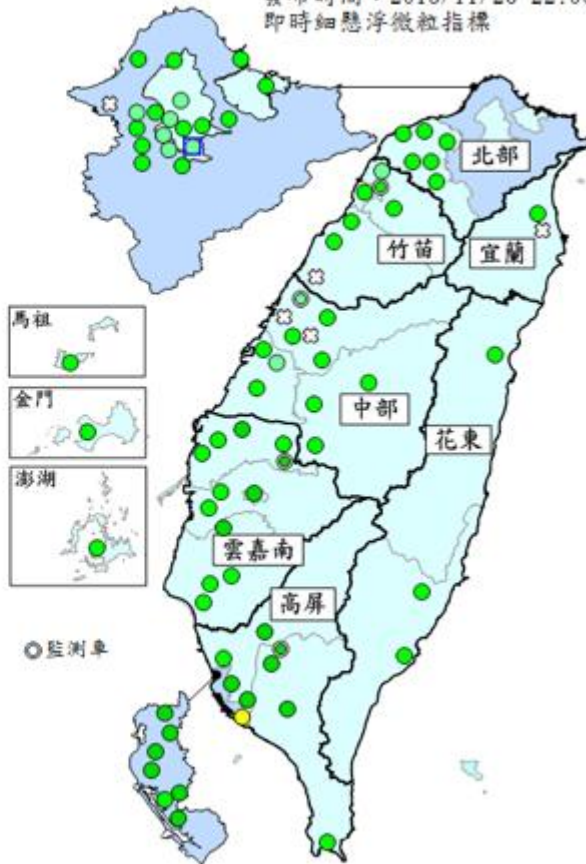 即時細懸浮微粒指標
北部
竹苗
宜蘭
馬祖
中部
金門
花東
澎湖
雲嘉南
高屏
監測車